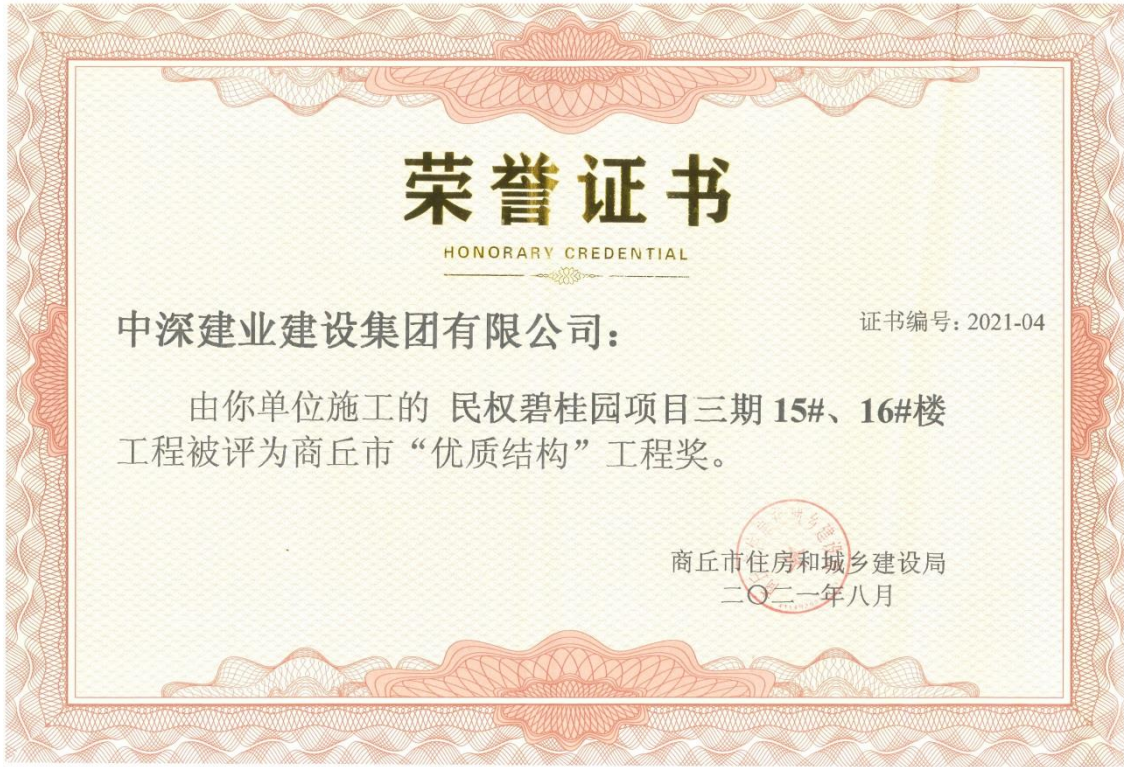 荣誉证书
HONORARY CREDENTIAL
中深建业建设集团有限公司：
证书编号：2021-04
由你单位施工的 民权碧桂园项目三期 15#、16#楼
工程被评为商丘市“优质结构”工程奖。
商丘市住房和城乡建设局
二〇二一年八月